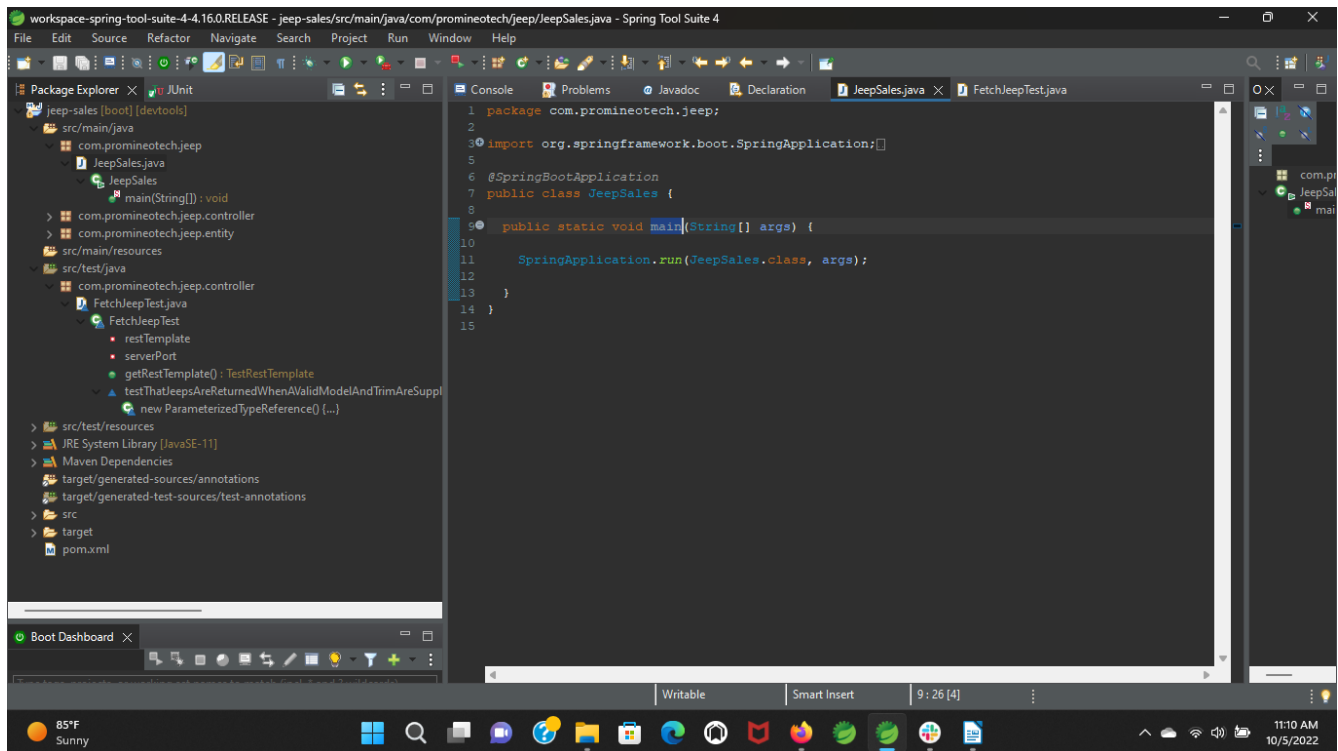 workspace-spring-tool-suite-4-4.16.0.RELEASE - jeep-sales/src/main/java/com/promineotech/jeep/JeepSales.java - Spring Tool Suite 4
File Edit Source Refactor Navigate Search Project Run Window Help
Package Explorer JUnit
jeep-sales [boot] [devtools]
src/main/java
com.promineotech.jeep
JeepSales.java
JeepSales
main(String[]) : void
com.promineotech.jeep.controller
com.promineotech.jeep.entity
src/main/resources
src/test/java
com.promineotech.jeep.controller
FetchJeepTest.java
FetchJeepTest
restTemplate
serverPort
getRestTemplate() : TestRestTemplate
testThatJeepsAreReturnedWhenAValidModelAndTrimAreSuppl
new ParameterizedTypeReference() {...}
src/test/resources
JRE System Library [JavaSE-11]
Maven Dependencies
target/generated-sources/annotations
target/generated-test-sources/test-annotations
src
target
pom.xml
Boot Dashboard
Console Problems Javadoc Declaration JeepSales.java FetchJeepTest.java
1 package com.promineotech.jeep;
2
3 import org.springframework.boot.SpringApplication;
5
6 @SpringBootApplication
7 public class JeepSales {
8
9 public static void main(String[] args) {
10
11 SpringApplication.run(JeepSales.class, args);
12
13 }
14 }
15
com.pr
JeepSal
mai
Writable Smart Insert 9 : 26 [4]
85°F
Sunny
11:10 AM
10/5/2022